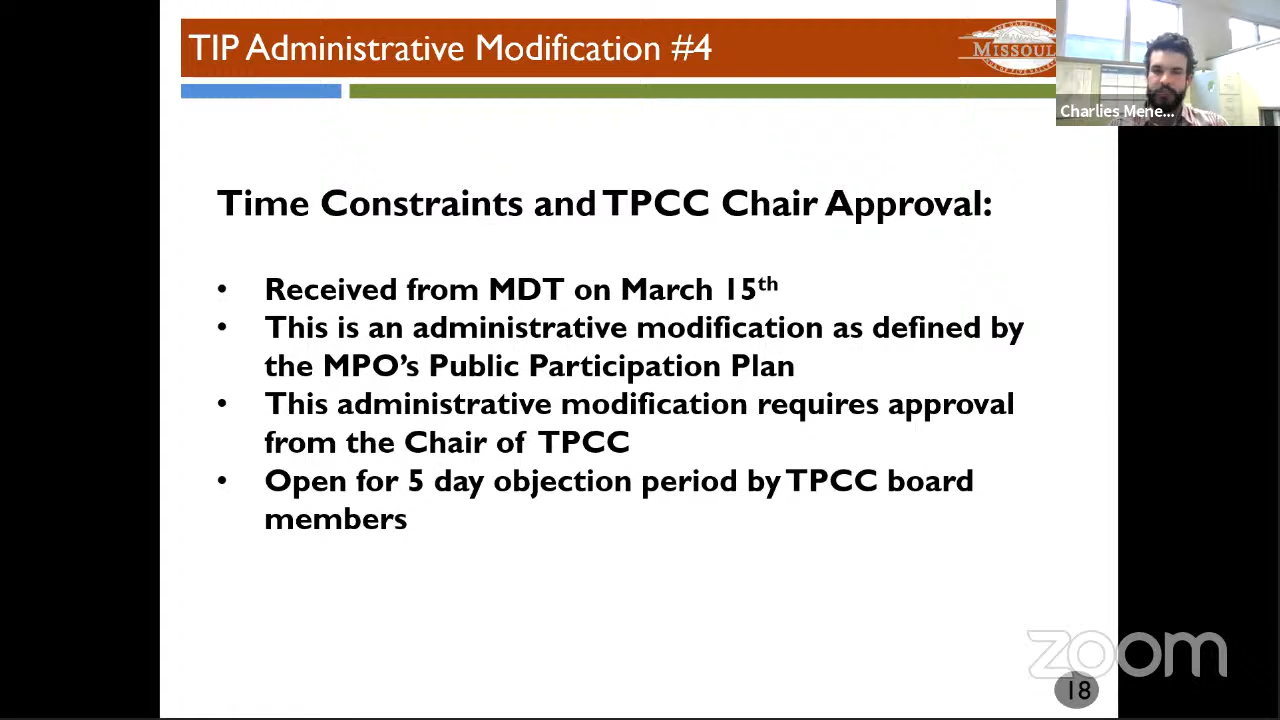 TIP Administrative Modification #4
MISSOUL
Charlies Mene...
Time Constraints and TPCC Chair Approval:
• Received from MDT on March 15th
• This is an administrative modification as defined by
the MPO’s Public Participation Plan
• This administrative modification requires approval
from the Chair of TPCC
• Open for 5 day objection period by TPCC board
members
zoom
18